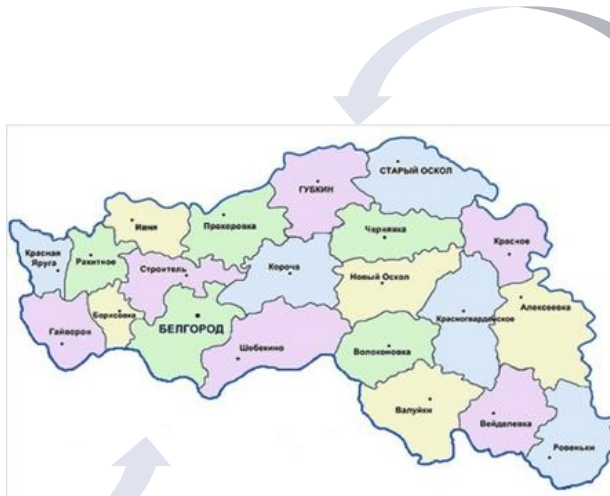 СТАРЫЙ ОСКОЛ
ГУБКИН
Ивня
Прохоровка
Чернянка
Красное
Красная
Яруга
Ракитное
Строитель
Короча
Новый Оскол
Алексеевка
Гайворон
Борисовка
БЕЛГОРОД
Красногвардейское
Шебекино
Волоконовка
Валуйки
Вейделевка
Ровеньки